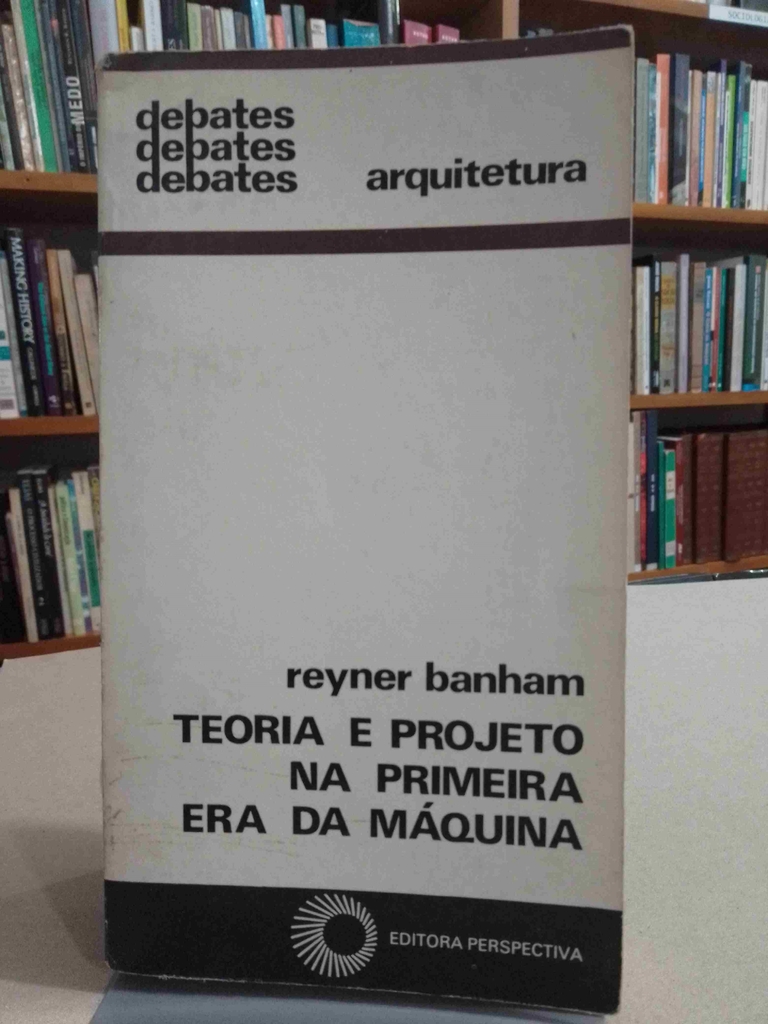 debates
debates
debates
arquitetura
reyner banham
TEORIA E PROJETO
NA PRIMEIRA
ERA DA MÁQUINA
EDITORA PERSPECTIVA
MEDO
MAKING HISTORY